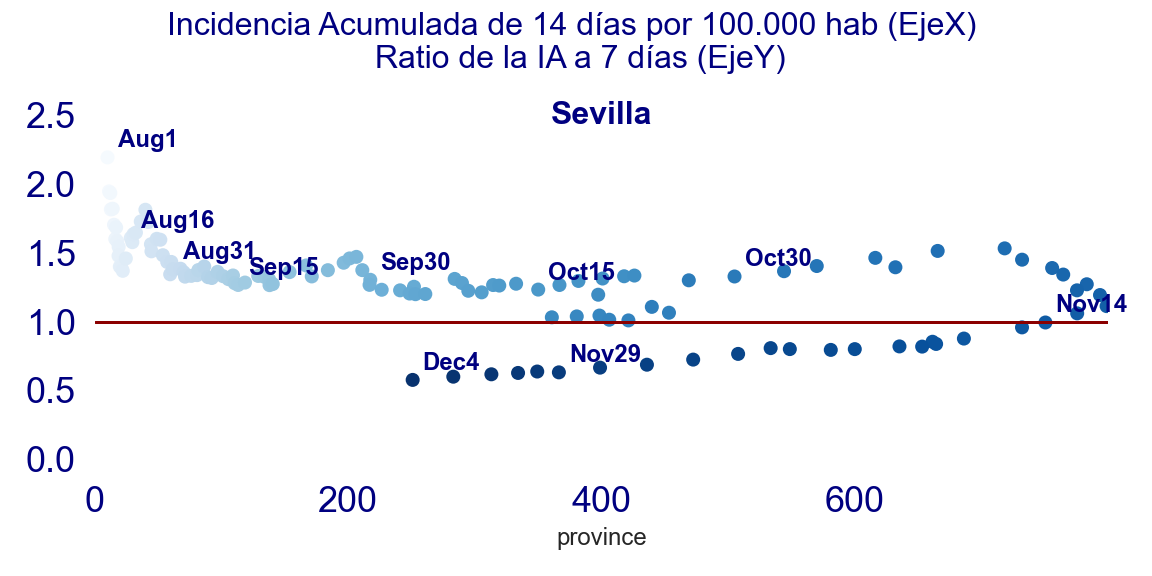 Incidencia Acumulada de 14 días por 100.000 hab (EjeX)
Ratio de la IA a 7 días (EjeY)
Sevilla
2.5
Aug1
2.0
Aug16
1.5
Aug31
Sep15
Sep30
Oct15
Oct30
Nov14
1.0
Nov29
Dec4
0.5
0.0
0
200
400
600
province